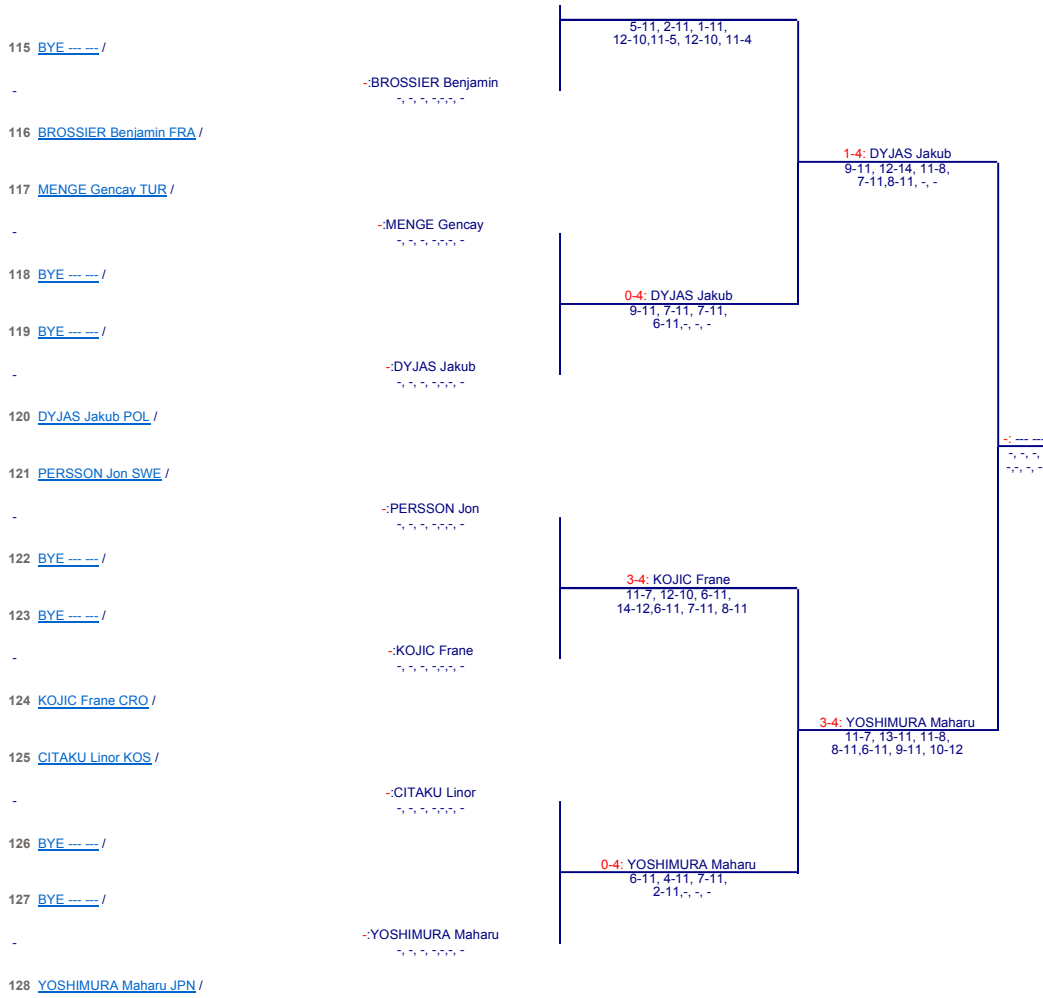 5-11, 2-11, 1-11,
12-10,11-5, 12-10, 11-4
115 BYE --- --- /
-
-:BROSSIER Benjamin
-, -, -, -,-,-, -
116 BROSSIER Benjamin FRA /
1-4: DYJAS Jakub
9-11, 12-14, 11-8,
7-11,8-11, -, -
117 MENGE Gencay TUR /
-
-:MENGE Gencay
-, -, -, -,-,-, -
118 BYE --- --- /
0-4: DYJAS Jakub
9-11, 7-11, 7-11,
6-11,-, -, -
119 BYE --- --- /
-
-:DYJAS Jakub
-, -, -, -,-,-, -
120 DYJAS Jakub POL /
-: --- ---
-, -, -,
-,-, -, -
121 PERSSON Jon SWE /
-
-:PERSSON Jon
-, -, -, -,-,-, -
122 BYE --- --- /
3-4: KOJIC Frane
11-7, 12-10, 6-11,
14-12,6-11, 7-11, 8-11
123 BYE --- --- /
-
-:KOJIC Frane
-, -, -, -,-,-, -
124 KOJIC Frane CRO /
3-4: YOSHIMURA Maharu
11-7, 13-11, 11-8,
8-11,6-11, 9-11, 10-12
125 CITAKU Linor KOS /
-
-:CITAKU Linor
-, -, -, -,-,-, -
126 BYE --- --- /
0-4: YOSHIMURA Maharu
6-11, 4-11, 7-11,
2-11,-, -, -
127 BYE --- --- /
-
-:YOSHIMURA Maharu
-, -, -, -,-,-, -
128 YOSHIMURA Maharu JPN /